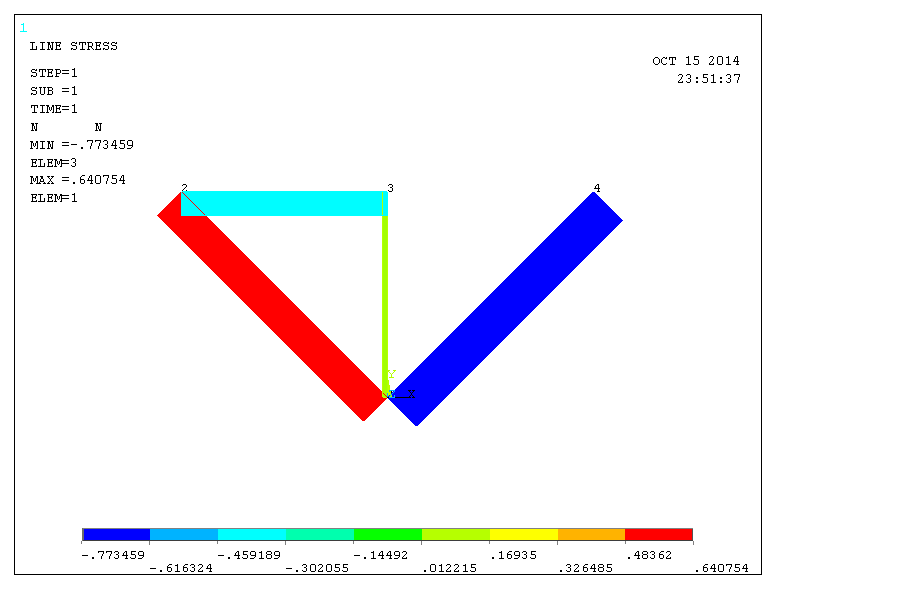 1
LINE STRESS
STEP=1
SUB =1
TIME=1
N        N
MIN =-.773459
ELEM=3
MAX =.640754
ELEM=1
OCT 15 2014
23:51:37
2
3
4
Y
-.773459
-.616324
-.459189
-.302055
-.14492
.012215
.16935
.326485
.48362
.640754